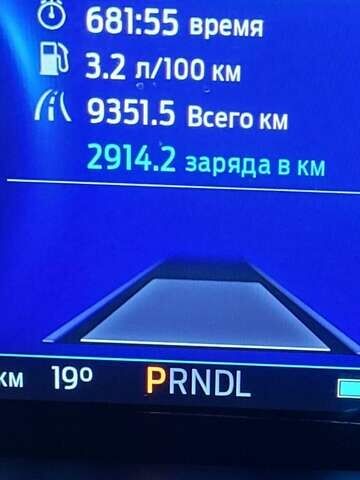 681:55 время
3.2 л/100 км
9351.5 Всего км
2914.2 заряда в км
км 19° PRNDL